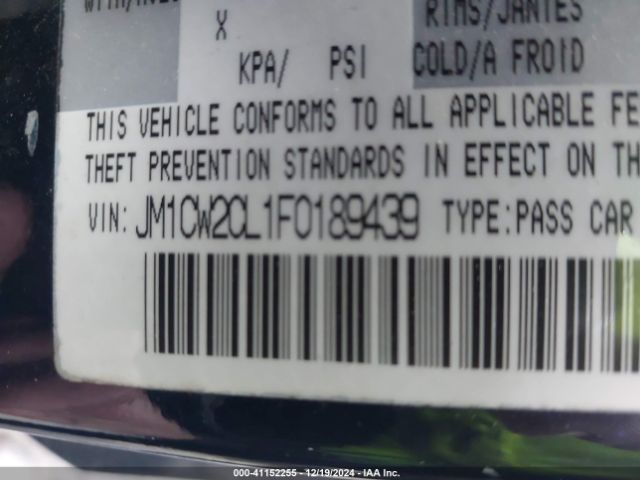 X
RIMS/JANTES
KPA/ PSI COLD/A FROID
THIS VEHICLE CONFORMS TO ALL APPLICABLE FE
THEFT PREVENTION STANDARDS IN EFFECT ON TH
VIN: JM1CW2CL1F0189439 TYPE:PASS CAR
00-41152255 - 12/19/2024 - IAA Inc.